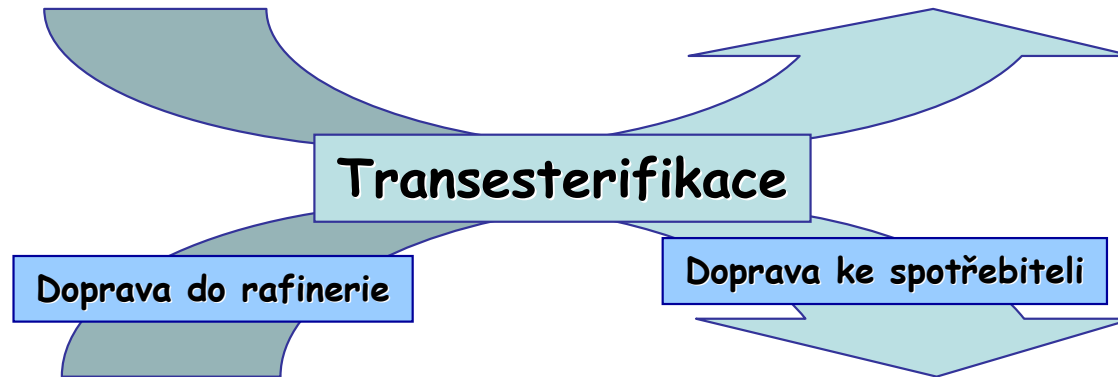 Transesterifikace
Doprava do rafinerie
Doprava ke spotřebiteli